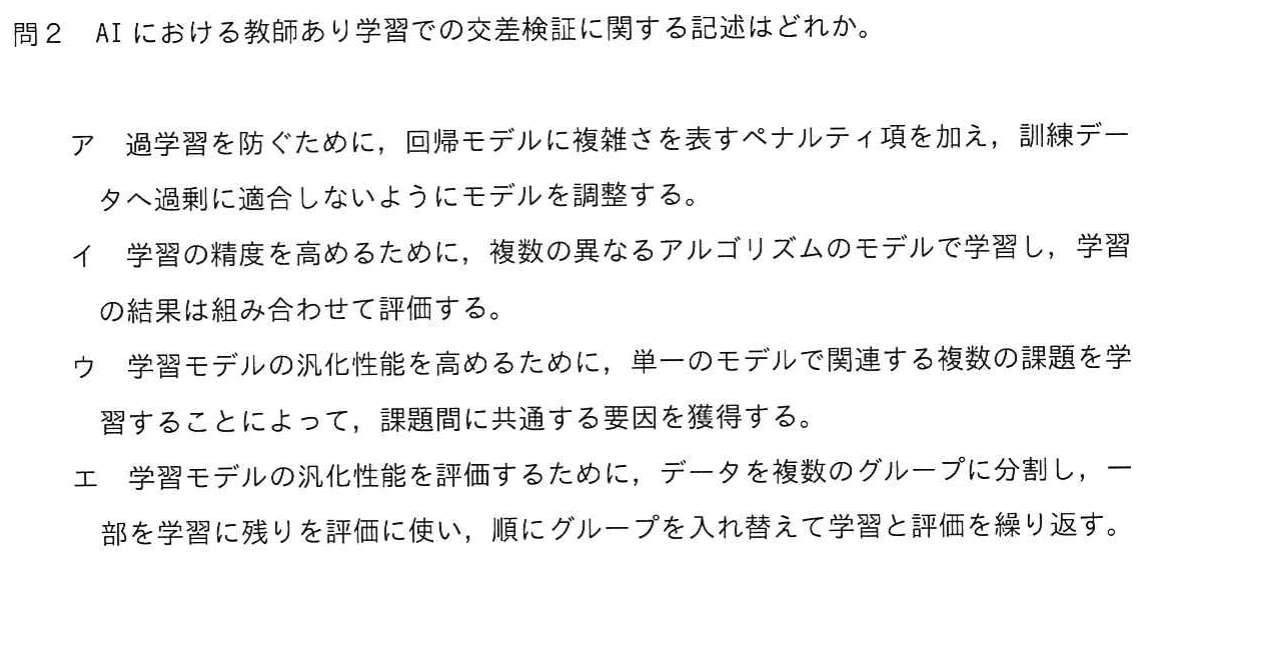 問2 AIにおける教師あり学習での交差検証に関する記述はどれか。
ア 過学習を防ぐために，回帰モデルに複雑さを表すペナルティ項を加え，訓練デー
タへ過剰に適合しないようにモデルを調整する。
イ 学習の精度を高めるために，複数の異なるアルゴリズムのモデルで学習し，学習
の結果は組み合わせて評価する。
ウ 学習モデルの汎化性能を高めるために，単一のモデルで関連する複数の課題を学
習することによって，課題間に共通する要因を獲得する。
エ 学習モデルの汎化性能を評価するために，データを複数のグループに分割し，一
部を学習に残りを評価に使い，順にグループを入れ替えて学習と評価を繰り返す。